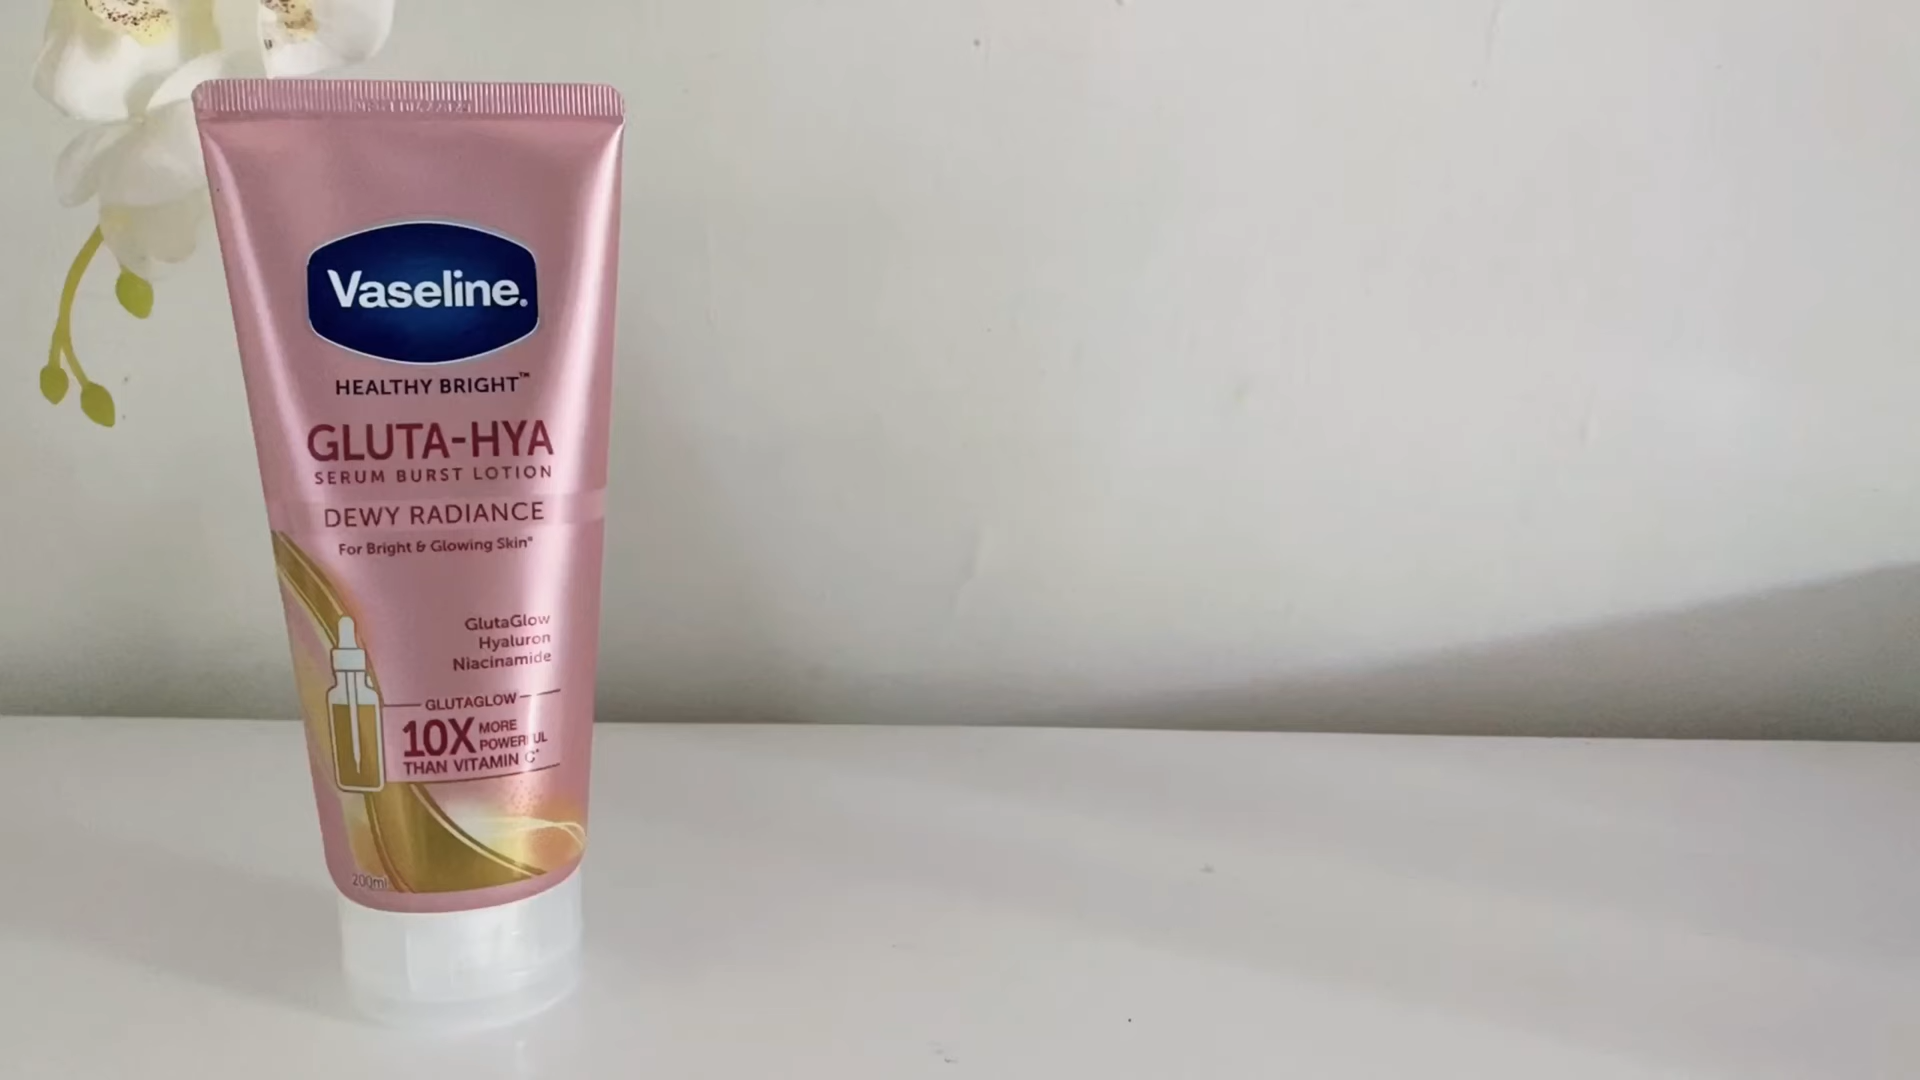 Vaseline.
HEALTHY BRIGHT™
GLUTA-HYA
SERUM BURST LOTION
DEWY RADIANCE
For Bright & Glowing Skin*
GlutaGlow
Hyaluron
Niacinamide
GLUTAGLOW
10X MORE
POWERFUL
THAN VITAMIN C*
200ml